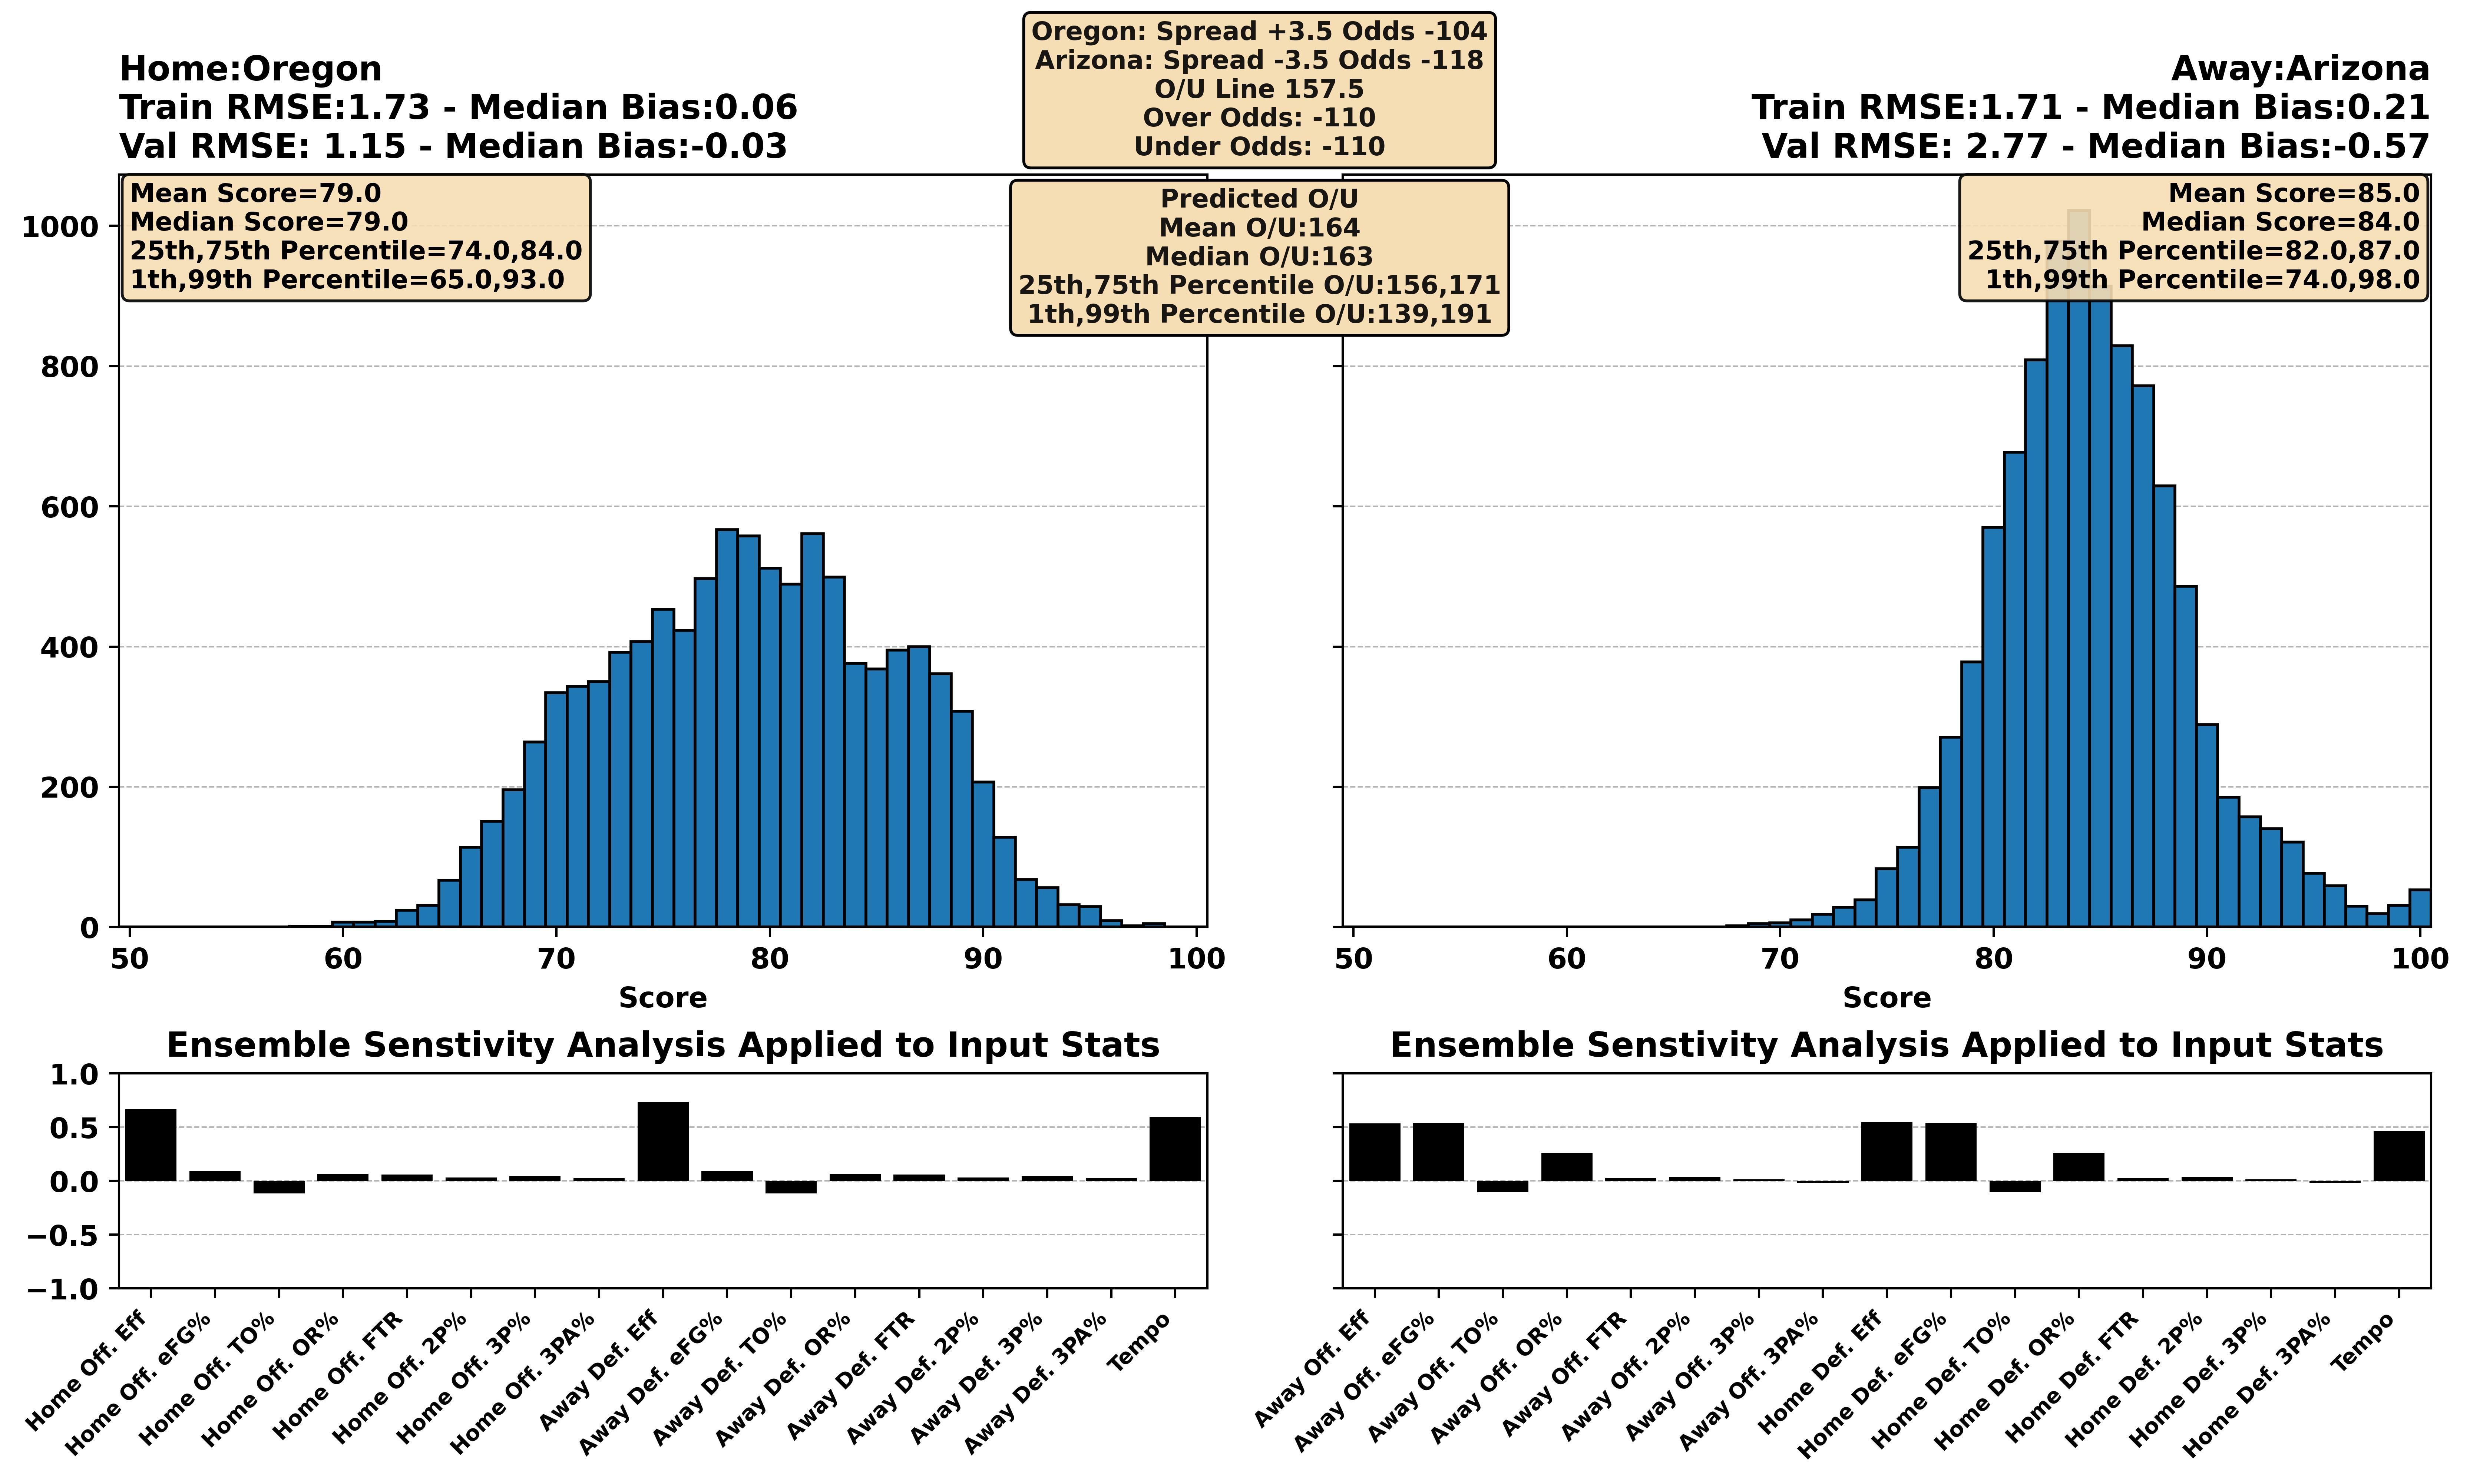 Oregon: Spread +3.5 Odds -104
Arizona: Spread -3.5 Odds -118
O/U Line 157.5
Over Odds: -110
Under Odds: -110
Home:Oregon
Train RMSE:1.73 - Median Bias:0.06
Val RMSE: 1.15 - Median Bias:-0.03
Away:Arizona
Train RMSE:1.71 - Median Bias:0.21
Val RMSE: 2.77 - Median Bias:-0.57
Mean Score=79.0
Median Score=79.0
25th,75th Percentile=74.0,84.0
1th,99th Percentile=65.0,93.0
Predicted O/U
Mean O/U:164
Median O/U:163
25th,75th Percentile O/U:156,171
1th,99th Percentile O/U:139,191
Mean Score=85.0
Median Score=84.0
25th,75th Percentile=82.0,87.0
1th,99th Percentile=74.0,98.0
1000
800
600
400
200
0
50
60
70
80
90
100
Score
50
60
70
80
90
100
Score
Ensemble Senstivity Analysis Applied to Input Stats
1.0
0.5
0.0
−0.5
−1.0
Home Off. Eff
Home Off. eFG%
Home Off. TO%
Home Off. OR%
Home Off. FTR
Home Off. 2P%
Home Off. 3P%
Home Off. 3PA%
Away Def. Eff
Away Def. eFG%
Away Def. TO%
Away Def. OR%
Away Def. FTR
Away Def. 2P%
Away Def. 3P%
Away Def. 3PA%
Tempo
Ensemble Senstivity Analysis Applied to Input Stats
Away Off. Eff
Away Off. eFG%
Away Off. TO%
Away Off. OR%
Away Off. FTR
Away Off. 2P%
Away Off. 3P%
Away Off. 3PA%
Home Def. Eff
Home Def. eFG%
Home Def. TO%
Home Def. OR%
Home Def. FTR
Home Def. 2P%
Home Def. 3P%
Home Def. 3PA%
Tempo